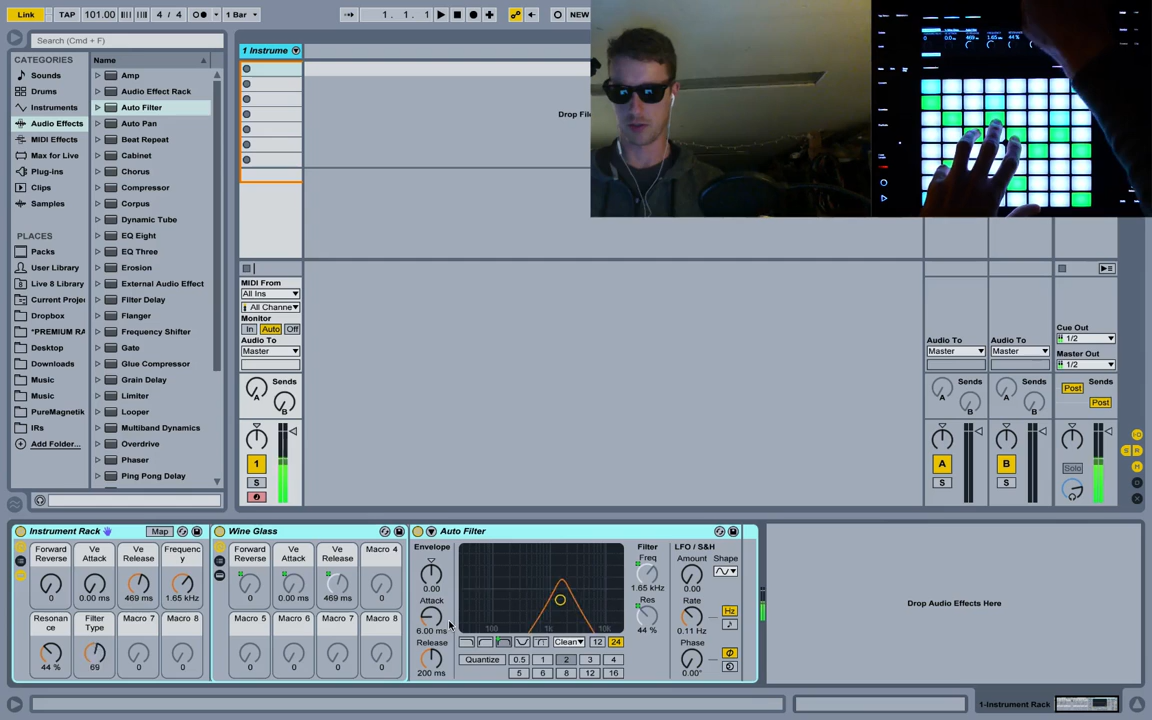 Link TAP 101.00 4 / 4 1 Bar 1. 1. 1 NEW
Search (Cmd + F)
CATEGORIES
Sounds
Drums
Instruments
Audio Effects
MIDI Effects
Max for Live
Plug-ins
Clips
Samples
PLACES
Packs
User Library
Live 8 Library
Current Projec
Dropbox
*PREMIUM RA
Desktop
Downloads
Music
Music
PureMagnetik
IRs
Add Folder...
Name
Amp
Audio Effect Rack
Auto Filter
Auto Pan
Beat Repeat
Cabinet
Chorus
Compressor
Corpus
Dynamic Tube
EQ Eight
EQ Three
Erosion
External Audio Effect
Filter Delay
Flanger
Frequency Shifter
Gate
Glue Compressor
Grain Delay
Limiter
Looper
Multiband Dynamics
Overdrive
Phaser
Ping Pong Delay
1 Instrume
Drop File
MIDI From
All Ins
All Channe
Monitor
In Auto Off
Audio To
Master
Sends
A
B
1
S
Audio To
Master
Sends
A
B
A
S
Audio To
Master
Sends
A
B
B
S
Cue Out
1/2
Master Out
1/2
Sends
Post
Post
Solo
Instrument Rack Map
Forward Reverse
Ve Attack
Ve Release
Frequenc y
0 0.00 ms 469 ms 1.65 kHz
Resonan ce
Filter Type
Macro 7
Macro 8
44 % 69 0 0
Wine Glass
Forward Reverse
Ve Attack
Ve Release
Macro 4
0 0 469 ms 0
Macro 5 Macro 6 Macro 7 Macro 8
0 0 0 0
Auto Filter
Envelope
0.00
Attack
6.00 ms
Release
200 ms
100 1k 10k
Clean 12 24
Quantize 0.5 1 2 3 4
5 6 8 12 16
Filter
Freq
1.65 kHz
Res
44 %
LFO / S&H
Amount
0.00
Rate
0.11 Hz
Phase
0.00°
Shape
Hz
Drop Audio Effects Here
1-Instrument Rack